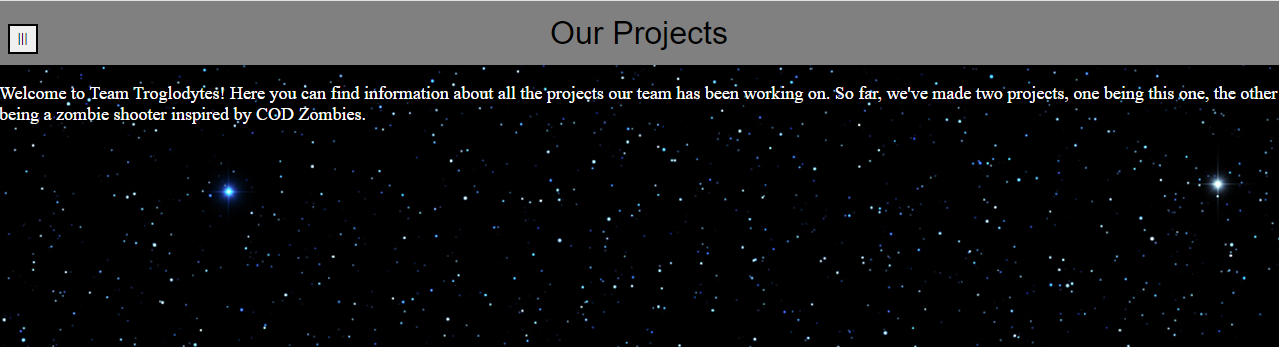 Our Projects
Welcome to Team Troglodytes! Here you can find information about all the projects our team has been working on. So far, we've made two projects, one being this one, the other
being a zombie shooter inspired by COD Zombies.